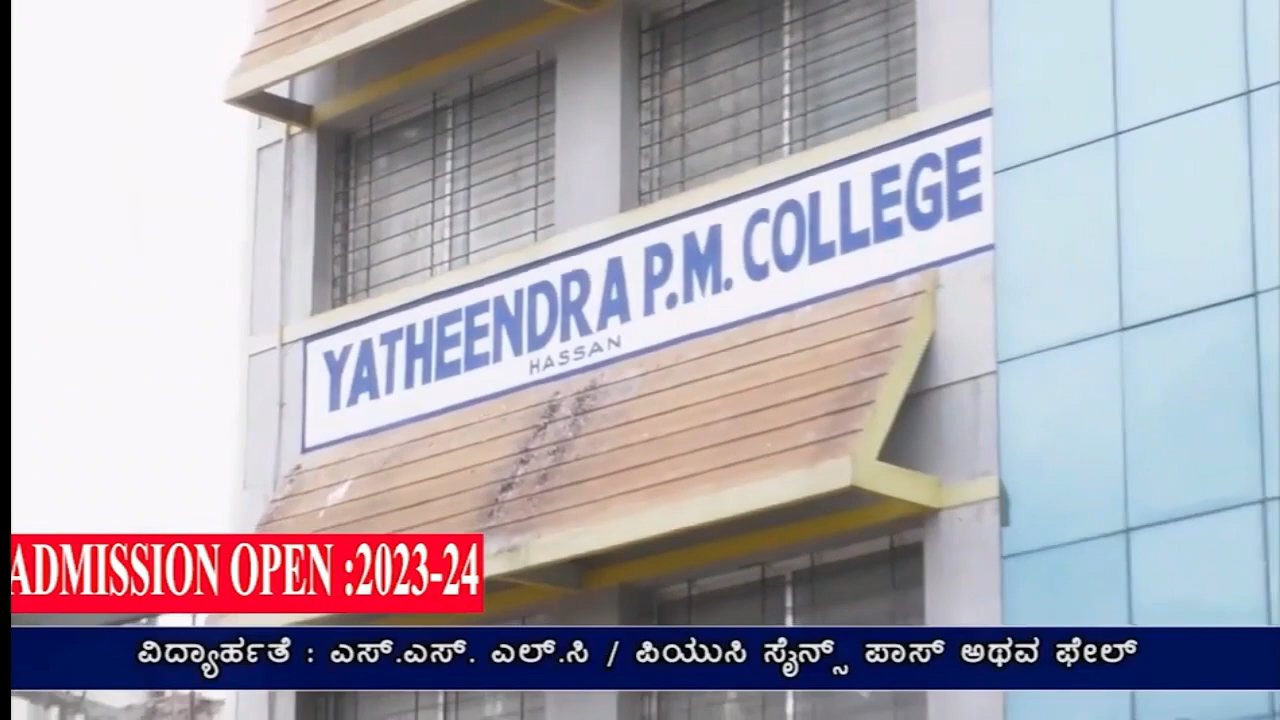 YATHEENDRA P.M. COLLEGE
HASSAN
ADMISSION OPEN :2023-24
ವಿದ್ಯಾರ್ಹತೆ : ಎಸ್.ಎಸ್. ಎಲ್.ಸಿ / ಪಿಯುಸಿ ಸೈನ್ಸ್ ಪಾಸ್ ಅಥವ ಫೇಲ್